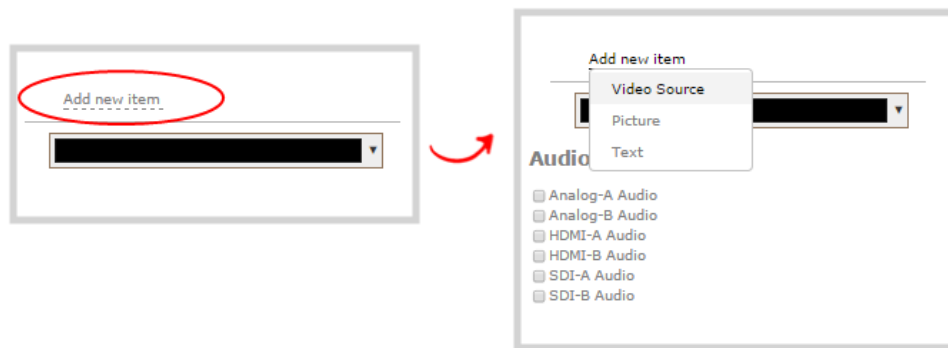 Add new item
Add new item
Video Source
Picture
Text
Audio
Analog-A Audio
Analog-B Audio
HDMI-A Audio
HDMI-B Audio
SDI-A Audio
SDI-B Audio